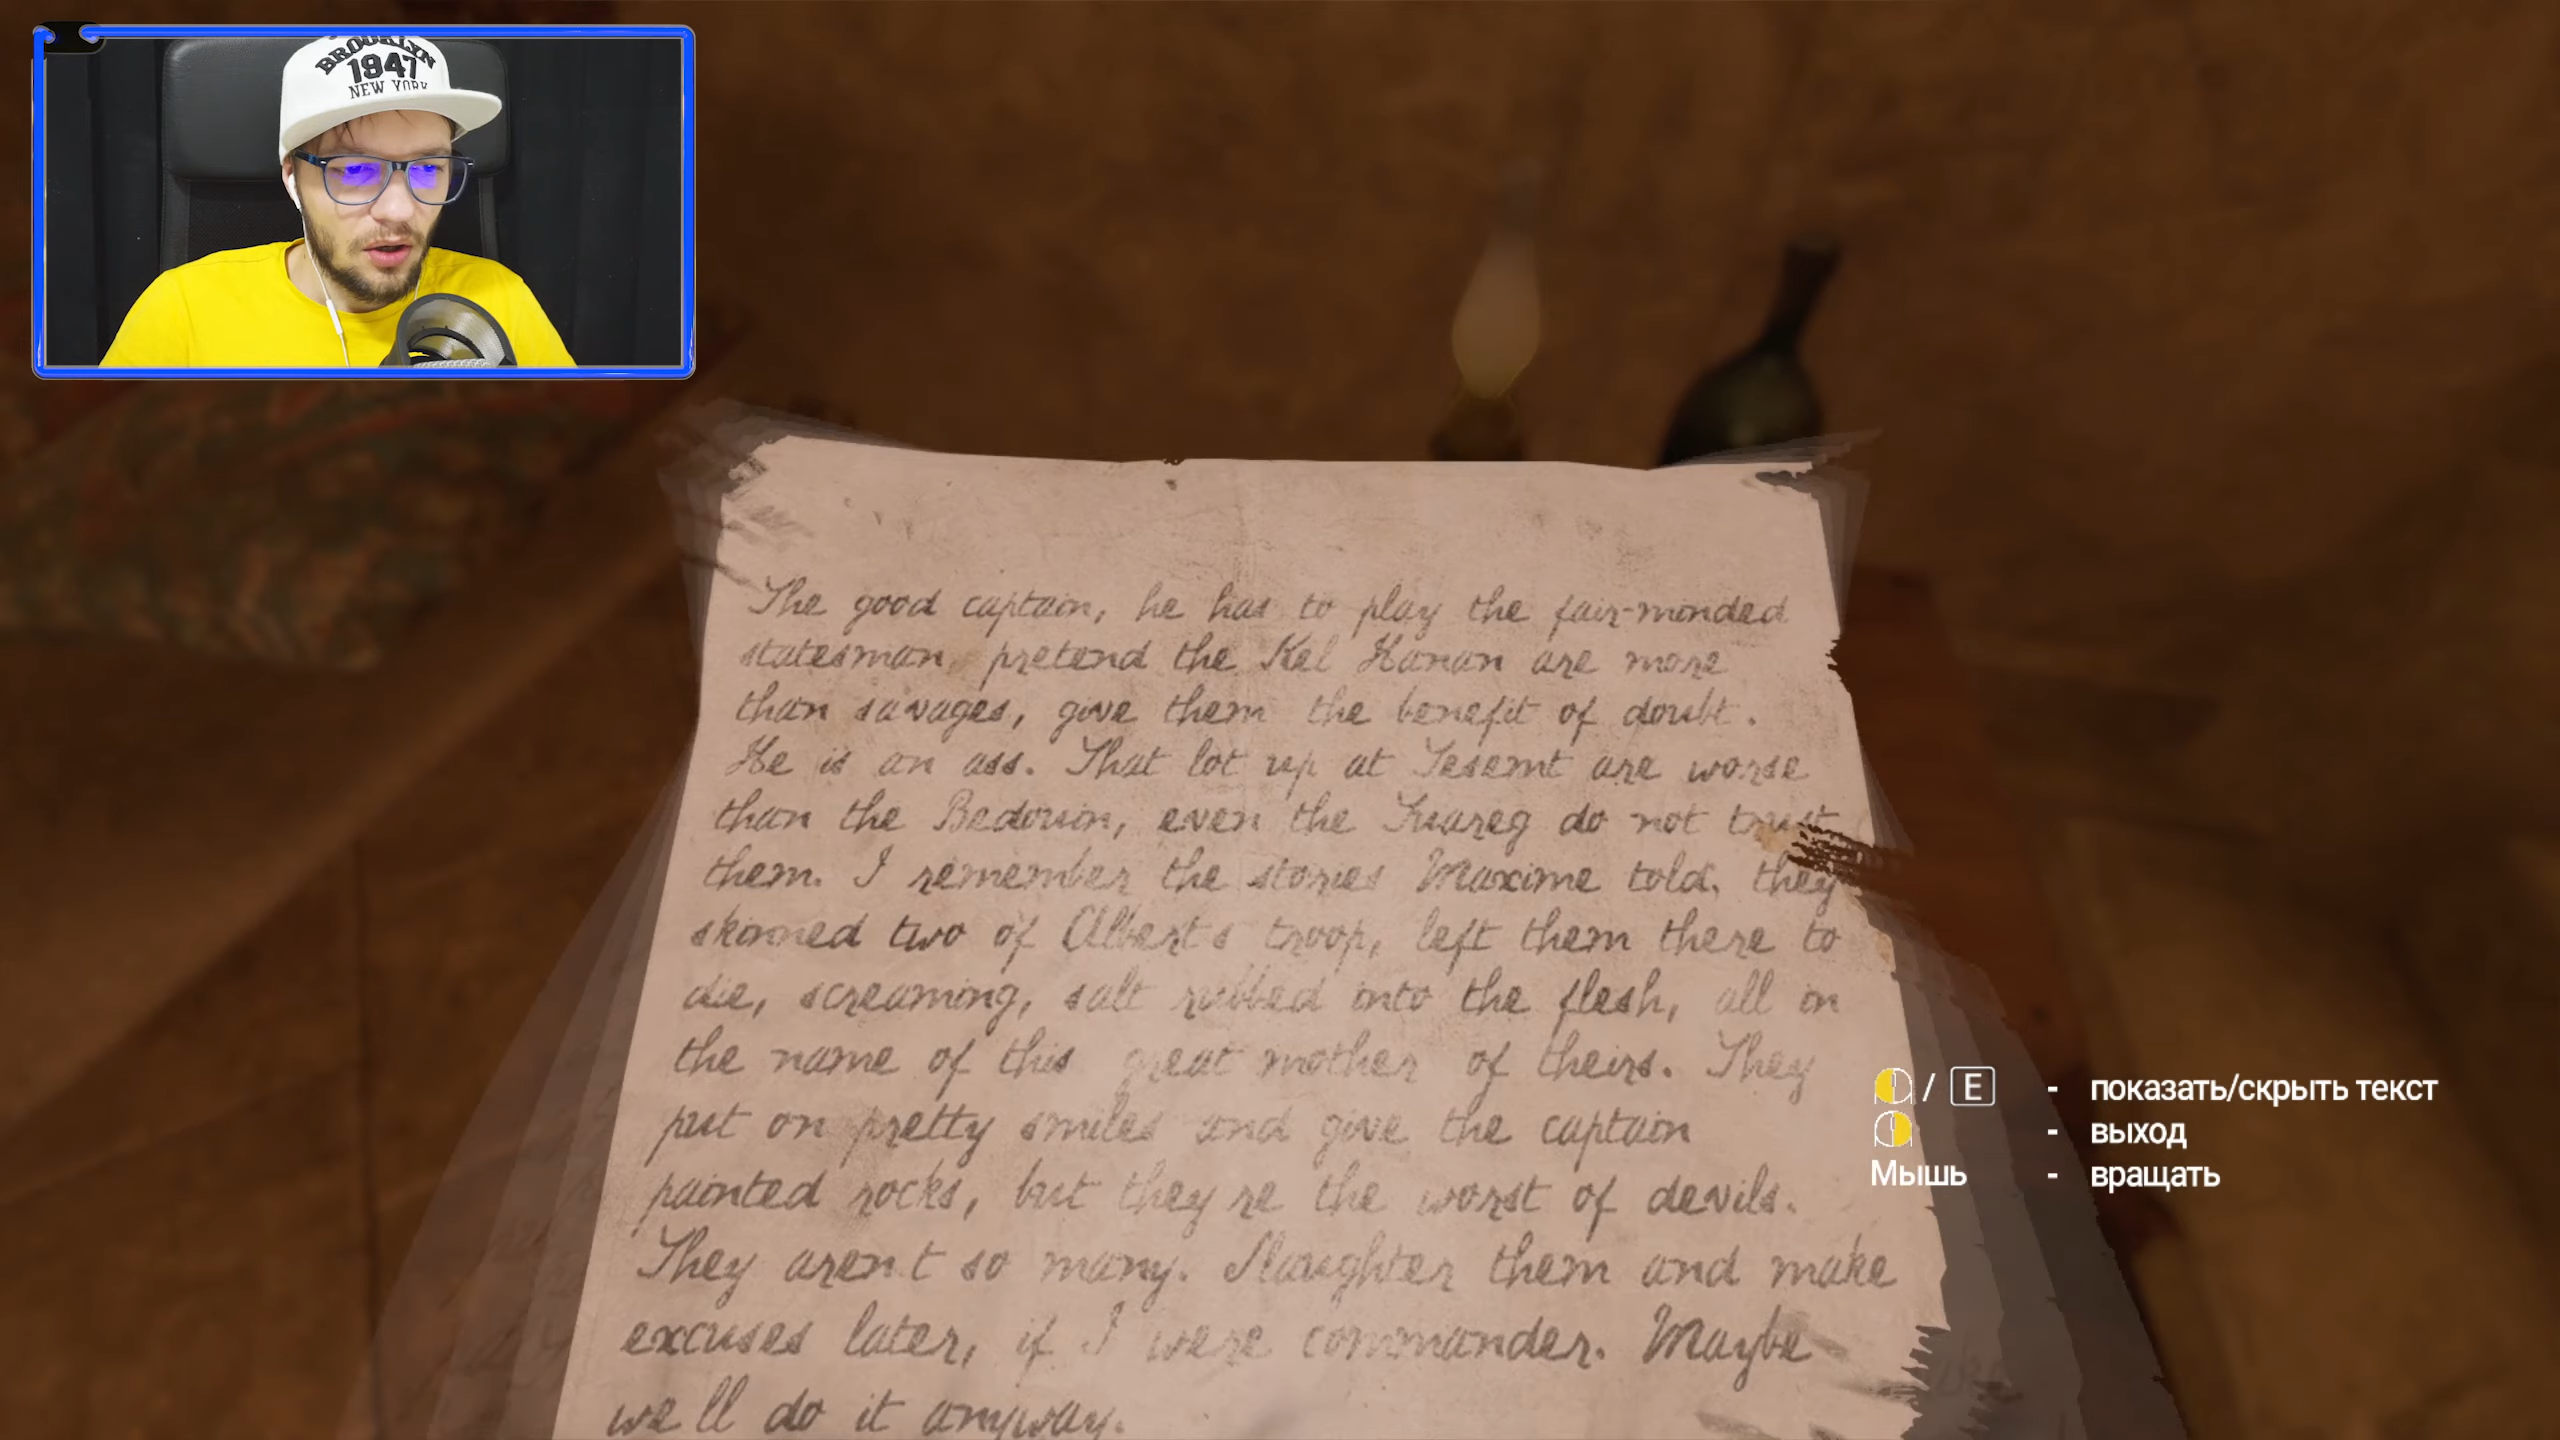 BROOKLYN
1947
NEW YORK
The good captain, he has to play the fair-minded
statesman, pretend the Kel Hanan are more
than savages, give them the benefit of doubt.
He is an ass. That lot up at Tesemt are worse
than the Bedouin, even the Tuareg do not trust
them. I remember the stories Maxime told, they
skinned two of Albert's troop, left them there to
die, screaming, salt rubbed into the flesh, all in
the name of this great mother of theirs. They
put on pretty smiles and give the captain
painted rocks, but they're the worst of devils.
They aren't so many. Slaughter them and make
excuses later, if I were commander. Maybe
we'll do it anyway.
/ E - показать/скрыть текст
- выход
Мышь - вращать